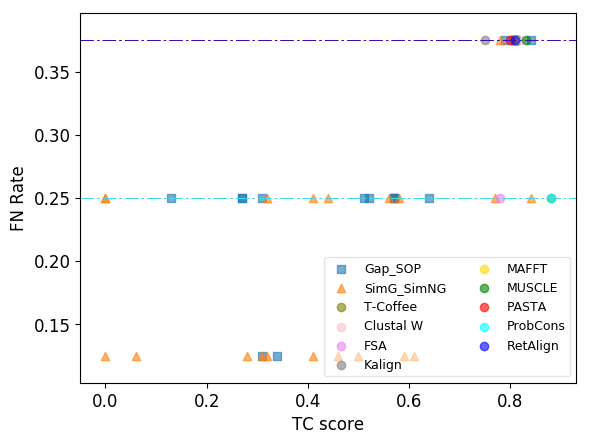 0.35
0.30
0.25
0.20
0.15
FN Rate
0.0 0.2 0.4 0.6 0.8
TC score
Gap_SOP
SimG_SimNG
T-Coffee
Clustal W
FSA
Kalign
MAFFT
MUSCLE
PASTA
ProbCons
RetAlign